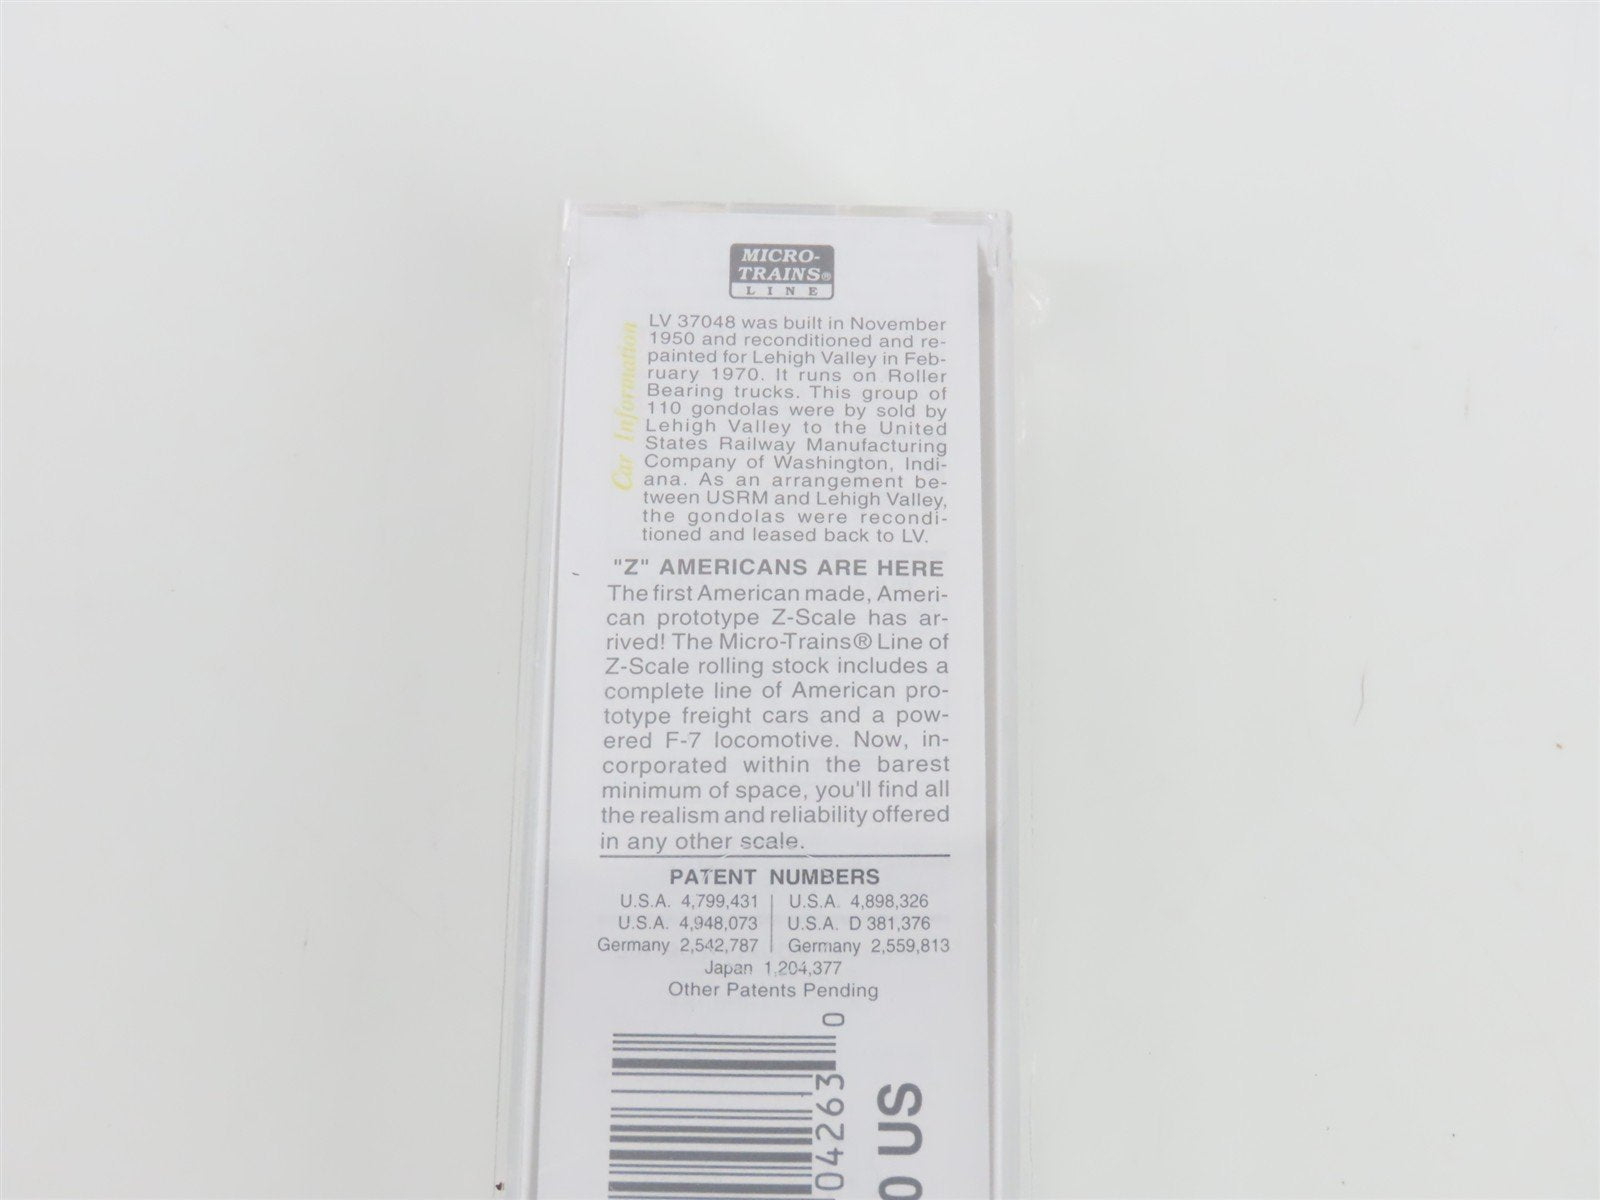 MICRO-
TRAINS®
LINE
Car Information
LV 37048 was built in November
1950 and reconditioned and re-
painted for Lehigh Valley in Feb-
ruary 1970. It runs on Roller
Bearing trucks. This group of
110 gondolas were by sold by
Lehigh Valley to the United
States Railway Manufacturing
Company of Washington, Indi-
ana. As an arrangement be-
tween USRM and Lehigh Valley,
the gondolas were recondi-
tioned and leased back to LV.
"Z" AMERICANS ARE HERE
The first American made, Ameri-
can prototype Z-Scale has ar-
rived! The Micro-Trains® Line of
Z-Scale rolling stock includes a
complete line of American pro-
totype freight cars and a pow-
ered F-7 locomotive. Now, in-
corporated within the barest
minimum of space, you'll find all
the realism and reliability offered
in any other scale.
PATENT NUMBERS
U.S.A. 4,799,431 U.S.A. 4,898,326
U.S.A. 4,948,073 U.S.A. D 381,376
Germany 2,542,787 Germany 2,559,813
Japan 1,204,377
Other Patents Pending
04263 0
0 US